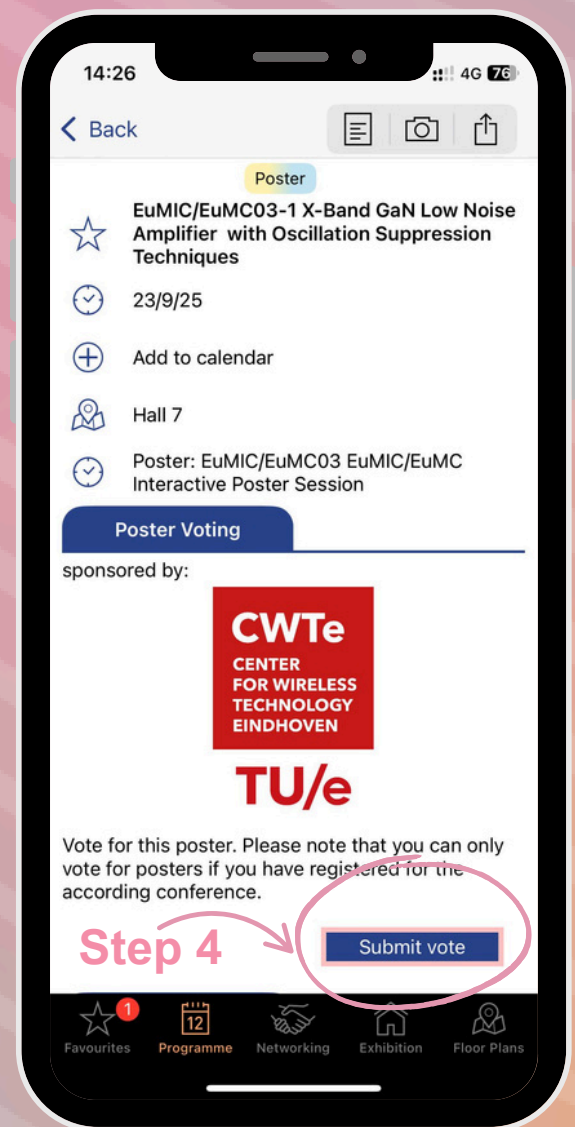 14:26
4G 76
Back
Poster
EuMIC/EuMC03-1 X-Band GaN Low Noise
Amplifier with Oscillation Suppression
Techniques
23/9/25
Add to calendar
Hall 7
Poster: EuMIC/EuMC03 EuMIC/EuMC
Interactive Poster Session
Poster Voting
sponsored by:
CWTe
CENTER
FOR WIRELESS
TECHNOLOGY
EINDHOVEN
TU/e
Vote for this poster. Please note that you can only
vote for posters if you have registered for the
according conference.
Step 4
Submit vote
1
12
Favourites Programme Networking Exhibition Floor Plans